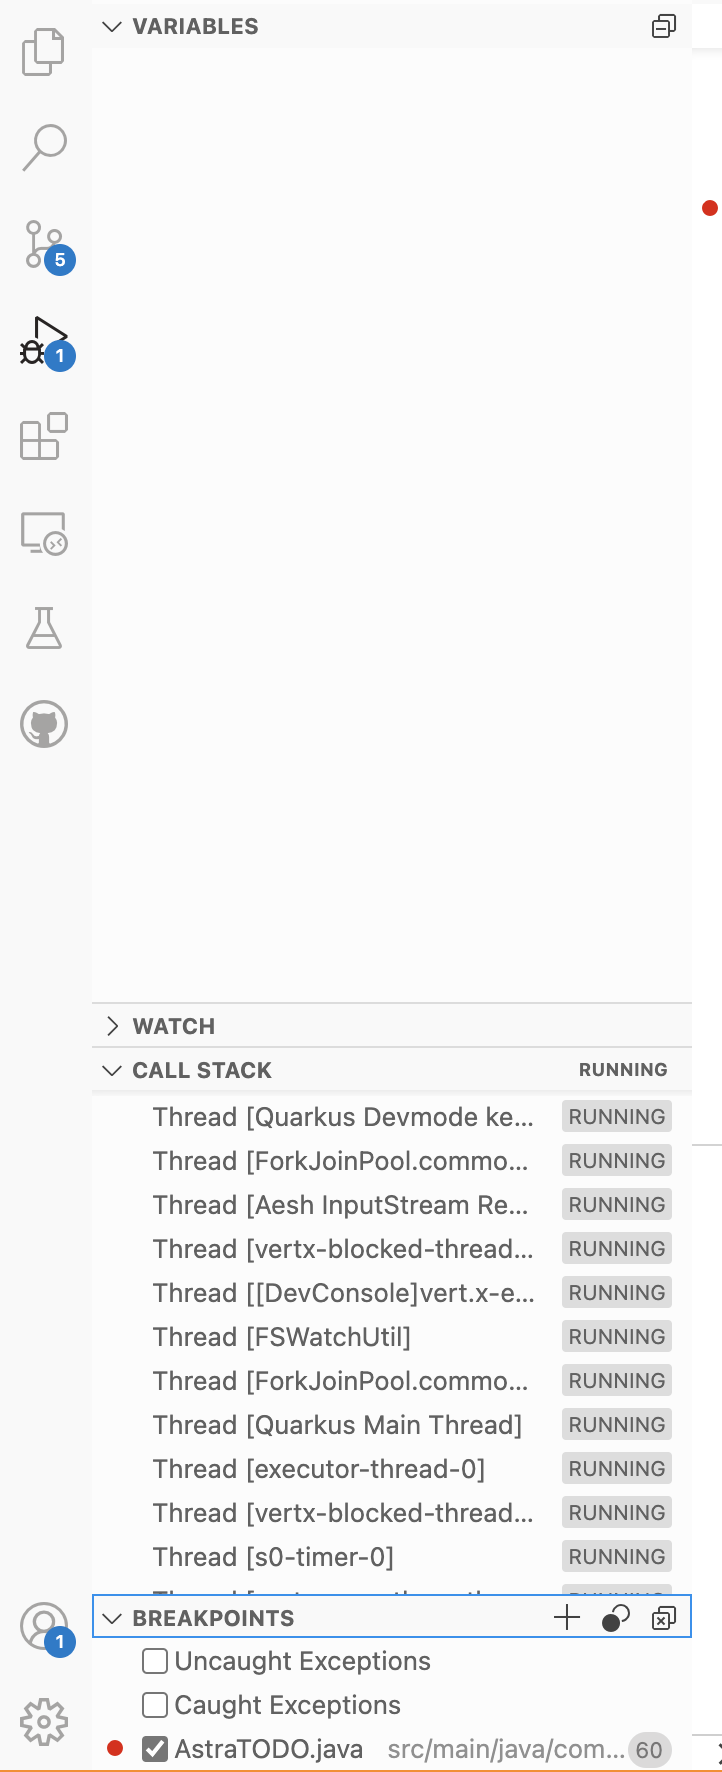 VARIABLES
5
1
WATCH
CALL STACK RUNNING
Thread [Quarkus Devmode ke... RUNNING
Thread [ForkJoinPool.commo... RUNNING
Thread [Aesh InputStream Re... RUNNING
Thread [vertx-blocked-thread... RUNNING
Thread [[DevConsole]vert.x-e... RUNNING
Thread [FSWatchUtil] RUNNING
Thread [ForkJoinPool.commo... RUNNING
Thread [Quarkus Main Thread] RUNNING
Thread [executor-thread-0] RUNNING
Thread [vertx-blocked-thread... RUNNING
Thread [s0-timer-0] RUNNING
BREAKPOINTS
1
Uncaught Exceptions
Caught Exceptions
AstraTODO.java src/main/java/com... 60